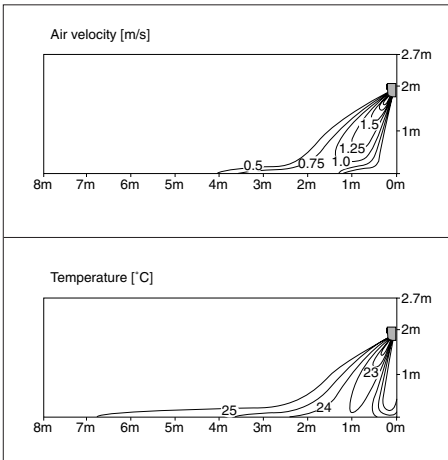 Air velocity [m/s]
2.7m
2m
1.5
1m
1.25
0.5
0.75
1.0
8m 7m 6m 5m 4m 3m 2m 1m 0m
Temperature [˚C]
2.7m
2m
23
1m
25
24
8m 7m 6m 5m 4m 3m 2m 1m 0m